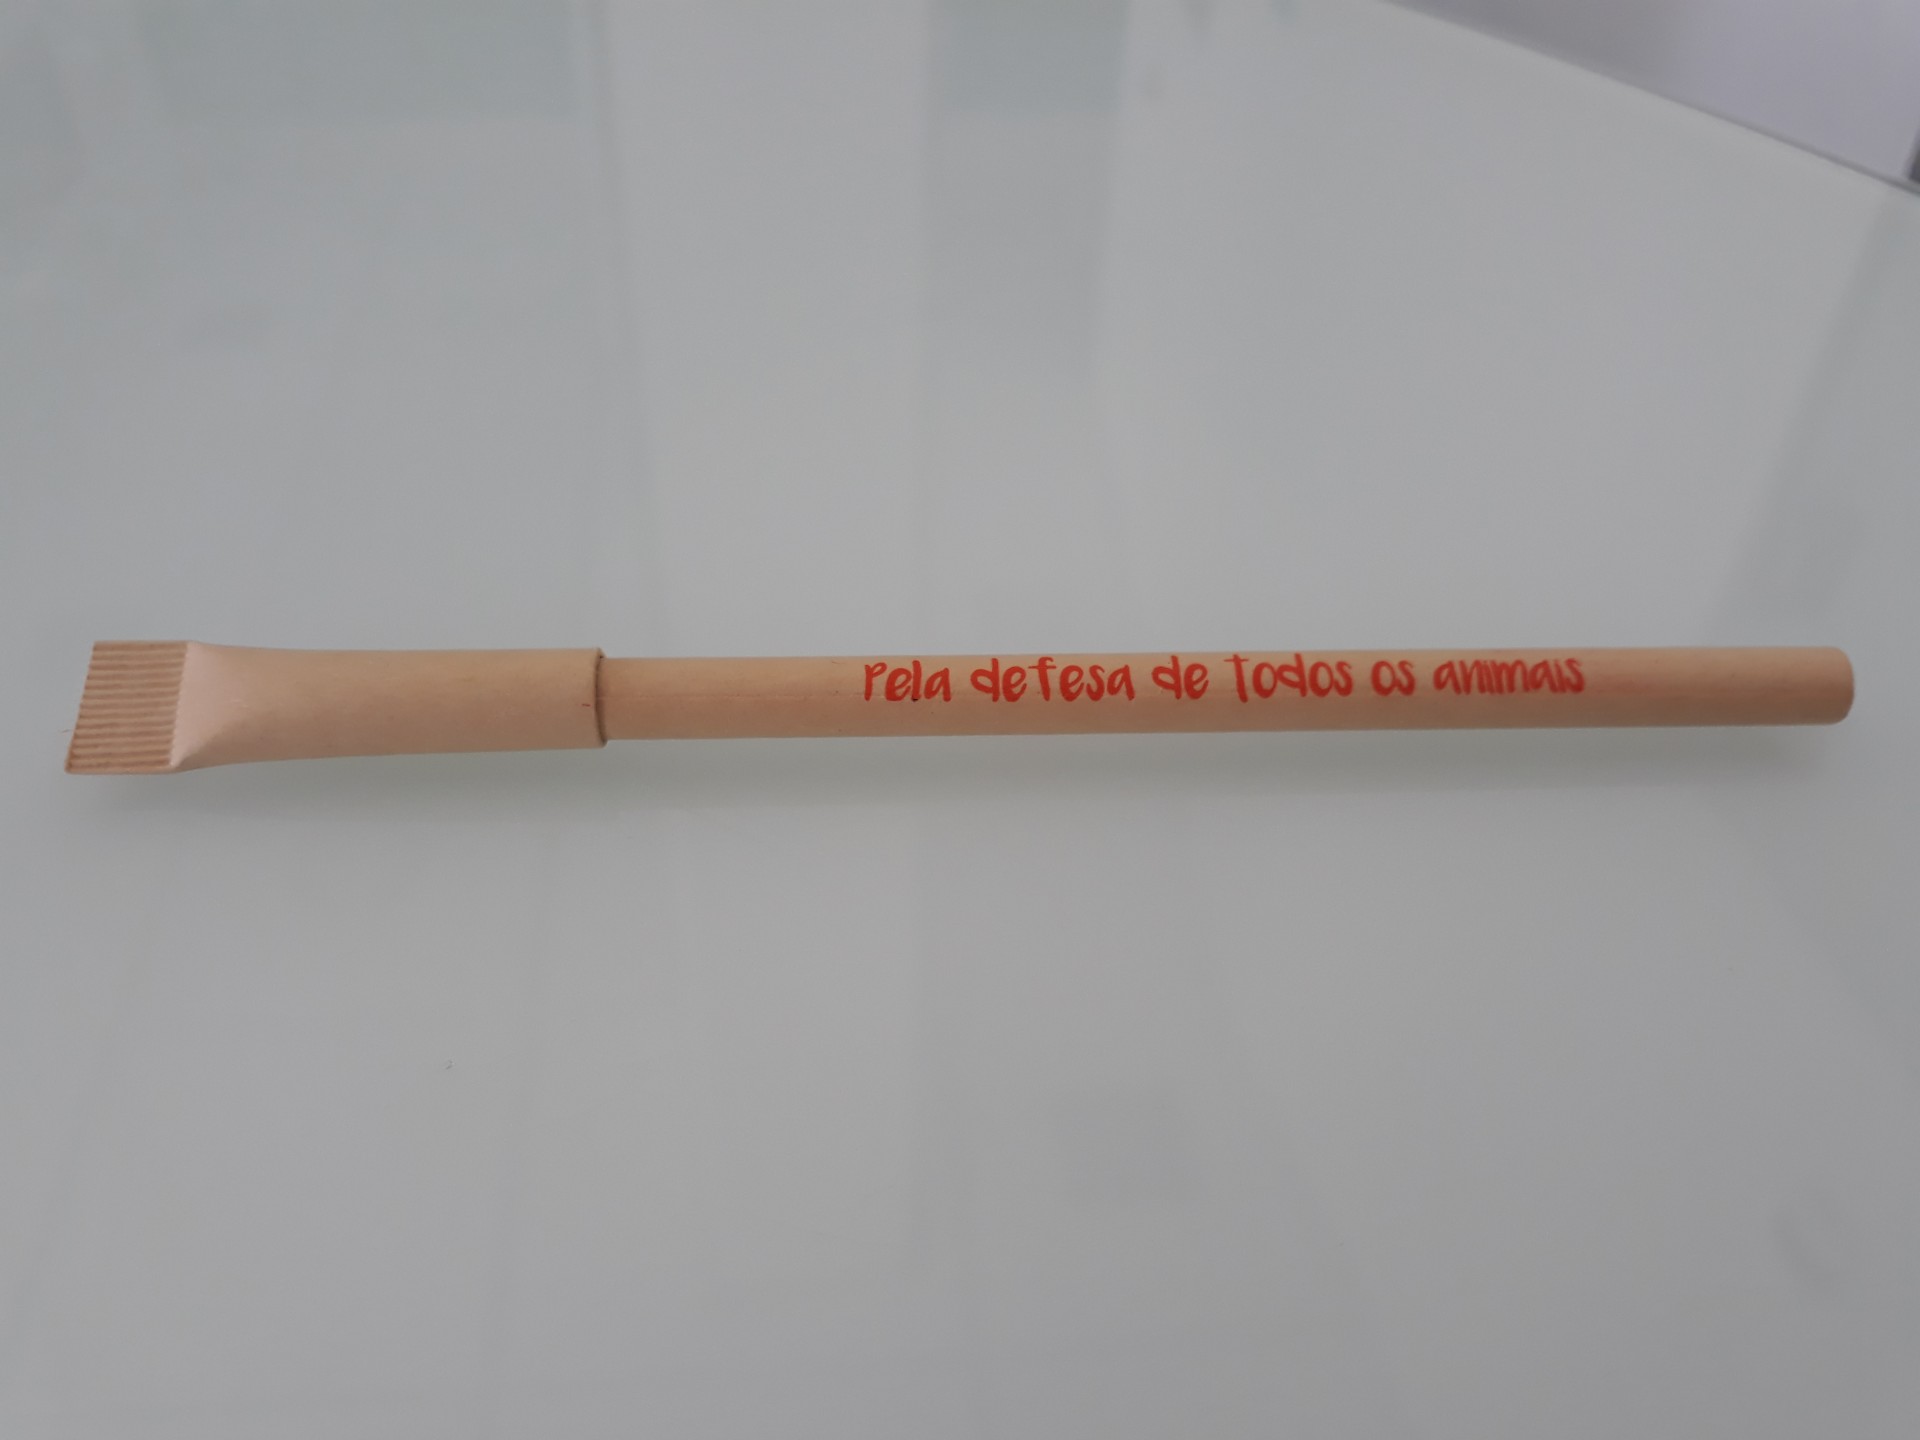 Pela defesa de todos os animais